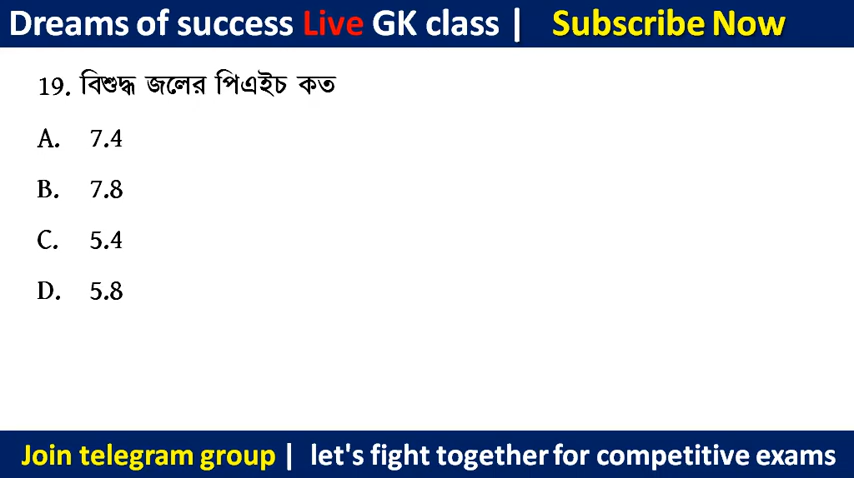 Dreams of success Live GK class | Subscribe Now
19. বিশুদ্ধ জলের পিএইচ কত
A. 7.4
B. 7.8
C. 5.4
D. 5.8
Join telegram group | let's fight together for competitive exams